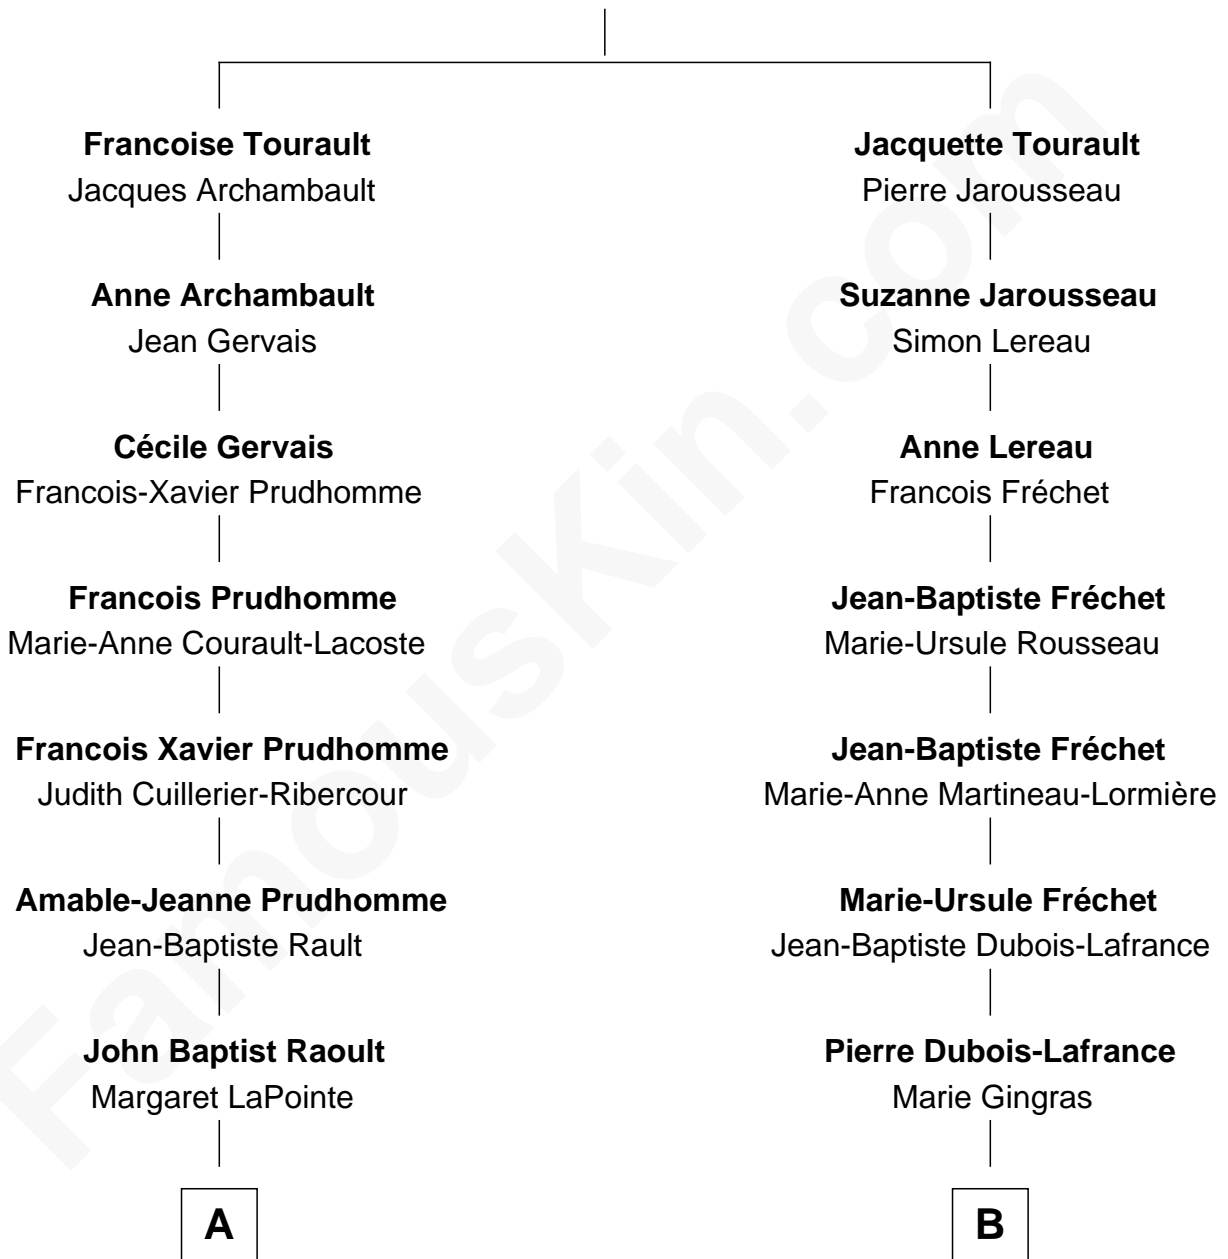 Francoise Tourault
Jacques Archambault
Anne Archambault
Jean Gervais
Cécile Gervais
Francois-Xavier Prudhomme
Francois Prudhomme
Marie-Anne Courault-Lacoste
Francois Xavier Prudhomme
Judith Cuillerier-Ribercour
Amable-Jeanne Prudhomme
Jean-Baptiste Rault
John Baptist Raoult
Margaret LaPointe
A
Jacquette Tourault
Pierre Jarousseau
Suzanne Jarousseau
Simon Lereau
Anne Lereau
Francois Fréchet
Jean-Baptiste Fréchet
Marie-Ursule Rousseau
Jean-Baptiste Fréchet
Marie-Anne Martineau-Lormière
Marie-Ursule Fréchet
Jean-Baptiste Dubois-Lafrance
Pierre Dubois-Lafrance
Marie Gingras
B
FamousKin.com